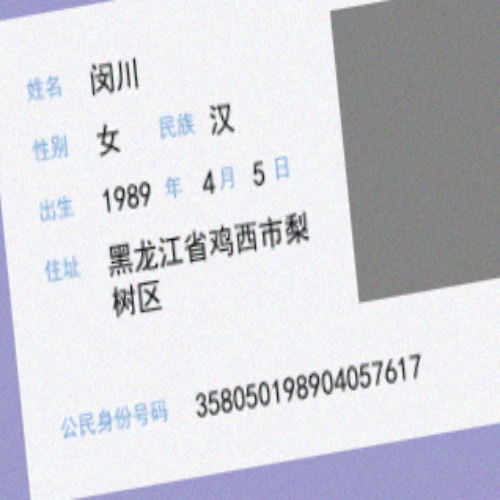 姓名 闵川
性别 女 民族 汉
出生 1989 年 4 月 5 日
住址 黑龙江省鸡西市梨
树区
公民身份号码 358050198904057617